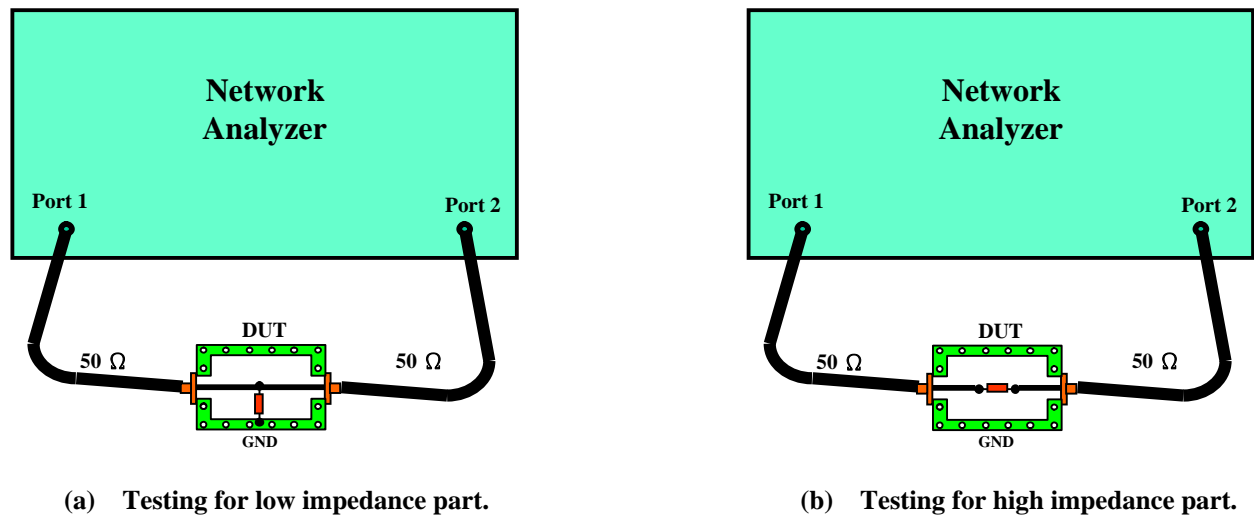 Network
Analyzer
Port 1
Port 2
DUT
50 Ω
50 Ω
GND
(a) Testing for low impedance part.
Network
Analyzer
Port 1
Port 2
DUT
50 Ω
50 Ω
GND
(b) Testing for high impedance part.